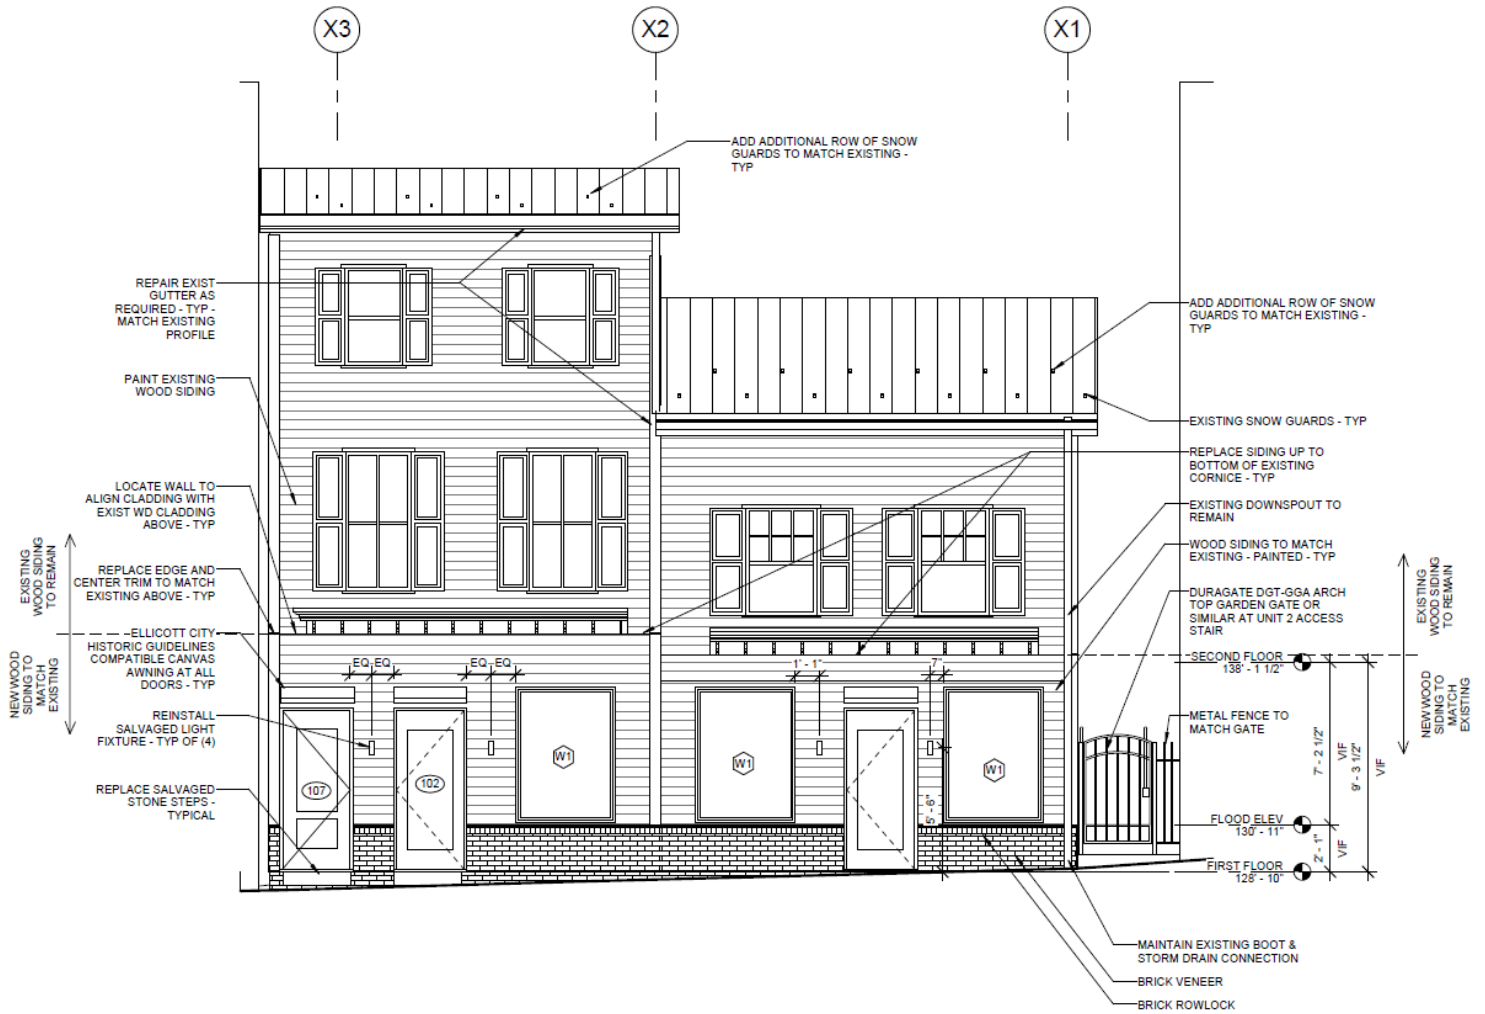 X3
X2
X1
ADD ADDITIONAL ROW OF SNOW
GUARDS TO MATCH EXISTING -
TYP
REPAIR EXIST
GUTTER AS
REQUIRED - TYP -
MATCH EXISTING
PROFILE
PAINT EXISTING
WOOD SIDING
LOCATE WALL TO
ALIGN CLADDING WITH
EXIST WD CLADDING
ABOVE - TYP
REPLACE EDGE AND
CENTER TRIM TO MATCH
EXISTING ABOVE - TYP
ELLICOTT CITY
HISTORIC GUIDELINES
COMPATIBLE CANVAS
AWNING AT ALL
DOORS - TYP
REINSTALL
SALVAGED LIGHT
FIXTURE - TYP OF (4)
REPLACE SALVAGED
STONE STEPS -
TYPICAL
EXISTING
WOOD SIDING
TO REMAIN
NEW WOOD
SIDING TO
MATCH
EXISTING
EQ EQ
EQ EQ
1' - 1"
7"
107
102
W1
W1
W1
5' - 6"
ADD ADDITIONAL ROW OF SNOW
GUARDS TO MATCH EXISTING -
TYP
EXISTING SNOW GUARDS - TYP
REPLACE SIDING UP TO
BOTTOM OF EXISTING
CORNICE - TYP
EXISTING DOWNSPOUT TO
REMAIN
WOOD SIDING TO MATCH
EXISTING - PAINTED - TYP
DURAGATE DGT-GGA ARCH
TOP GARDEN GATE OR
SIMILAR AT UNIT 2 ACCESS
STAIR
SECOND FLOOR
138' - 1 1/2"
METAL FENCE TO
MATCH GATE
FLOOD ELEV
130' - 11"
FIRST FLOOR
128' - 10"
7' - 2 1/2"
VIF
9' - 3 1/2"
VIF
2' - 1"
VIF
EXISTING
WOOD SIDING
TO REMAIN
NEW WOOD
SIDING TO
MATCH
EXISTING
MAINTAIN EXISTING BOOT &
STORM DRAIN CONNECTION
BRICK VENEER
BRICK ROWLOCK